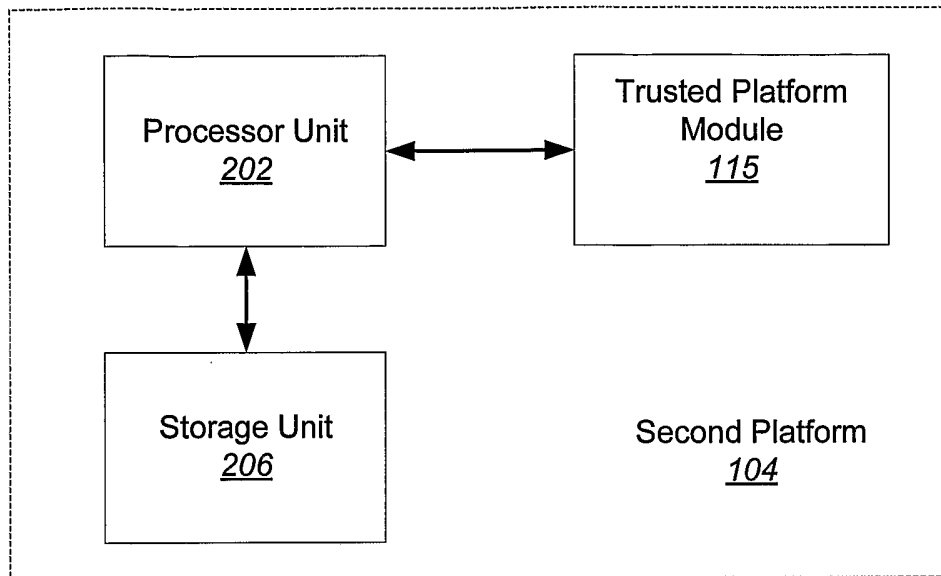 Processor Unit
202
Trusted Platform
Module
115
Storage Unit
206
Second Platform
104